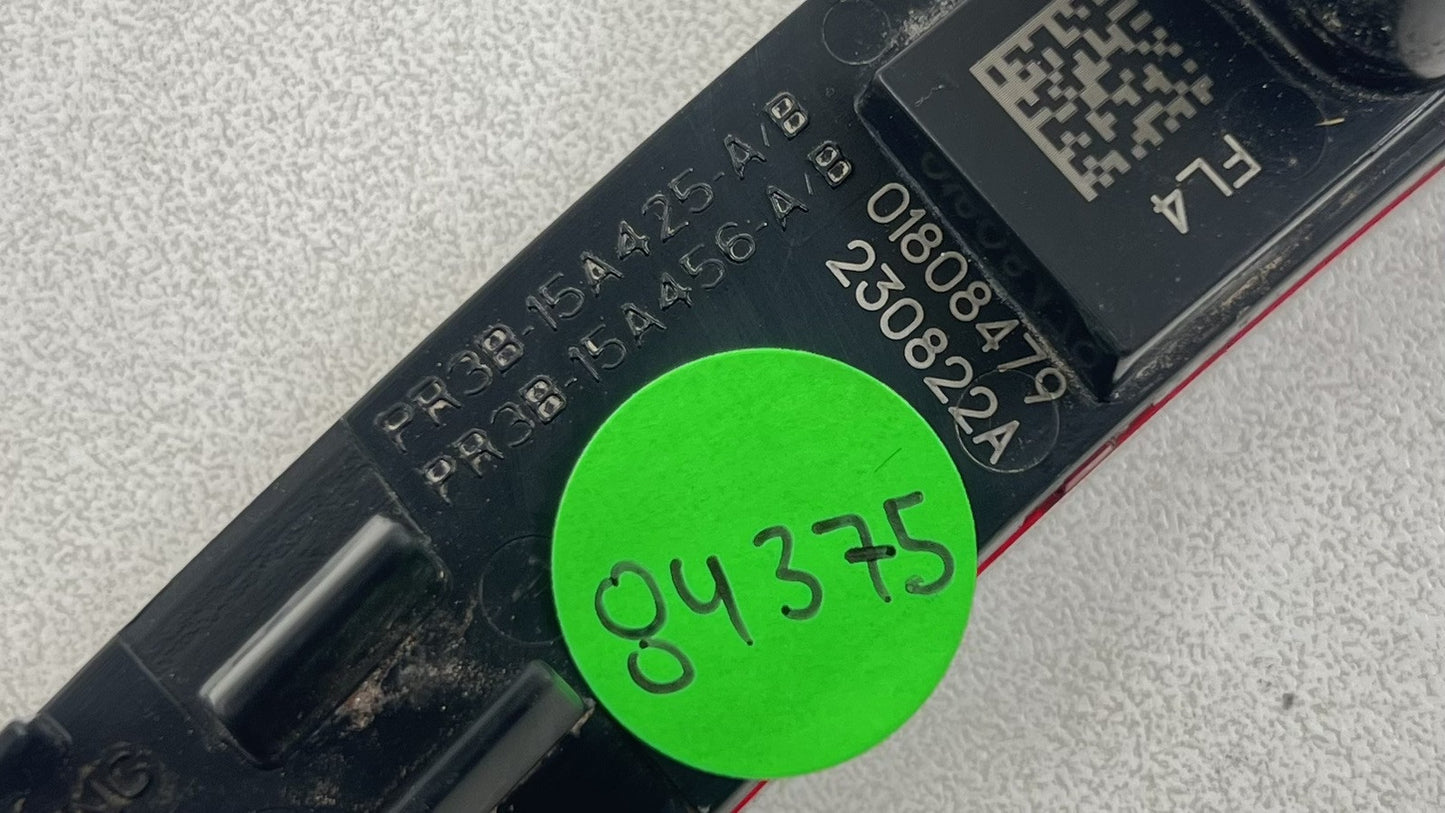 PR3B-15A425-A/B
PR3B-15A456-A/B
FL4
01808479
230822A
84375